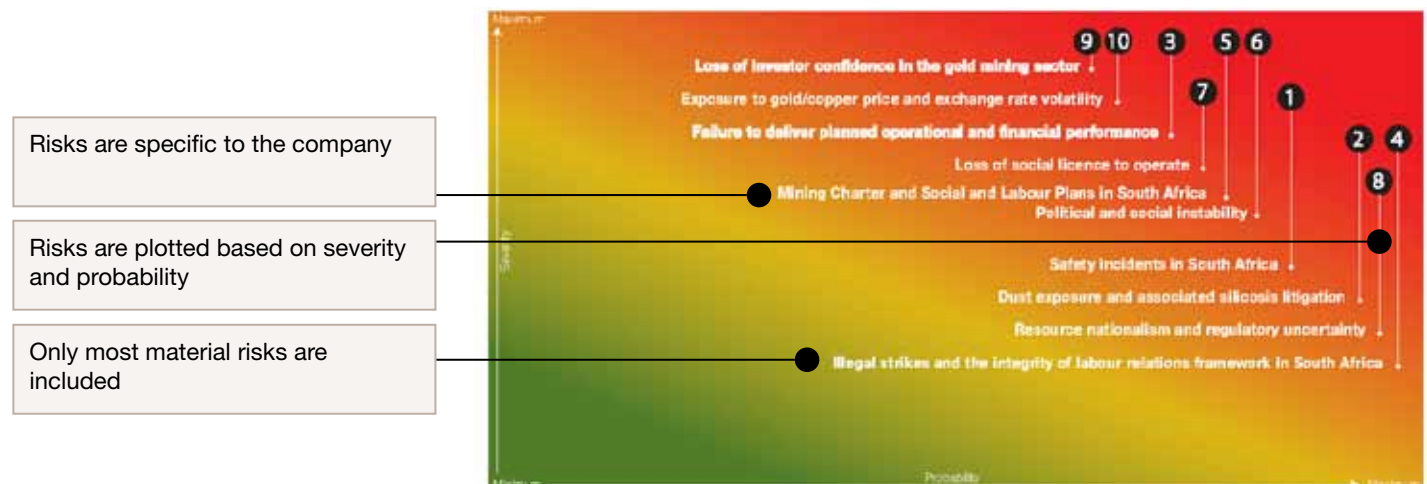 Maximum
9 10 3 5 6
Loss of investor confidence in the gold mining sector
Exposure to gold/copper price and exchange rate volatility
7 1
Failure to deliver planned operational and financial performance
2 4
Loss of social licence to operate
8
Risks are specific to the company
Mining Charter and Social and Labour Plans in South Africa
Political and social instability
Risks are plotted based on severity
and probability
Severity
Safety incidents in South Africa
Dust exposure and associated silicosis litigation
Resource nationalism and regulatory uncertainty
Only most material risks are
included
Illegal strikes and the integrity of labour relations framework in South Africa
Minimum
Probability
Maximum